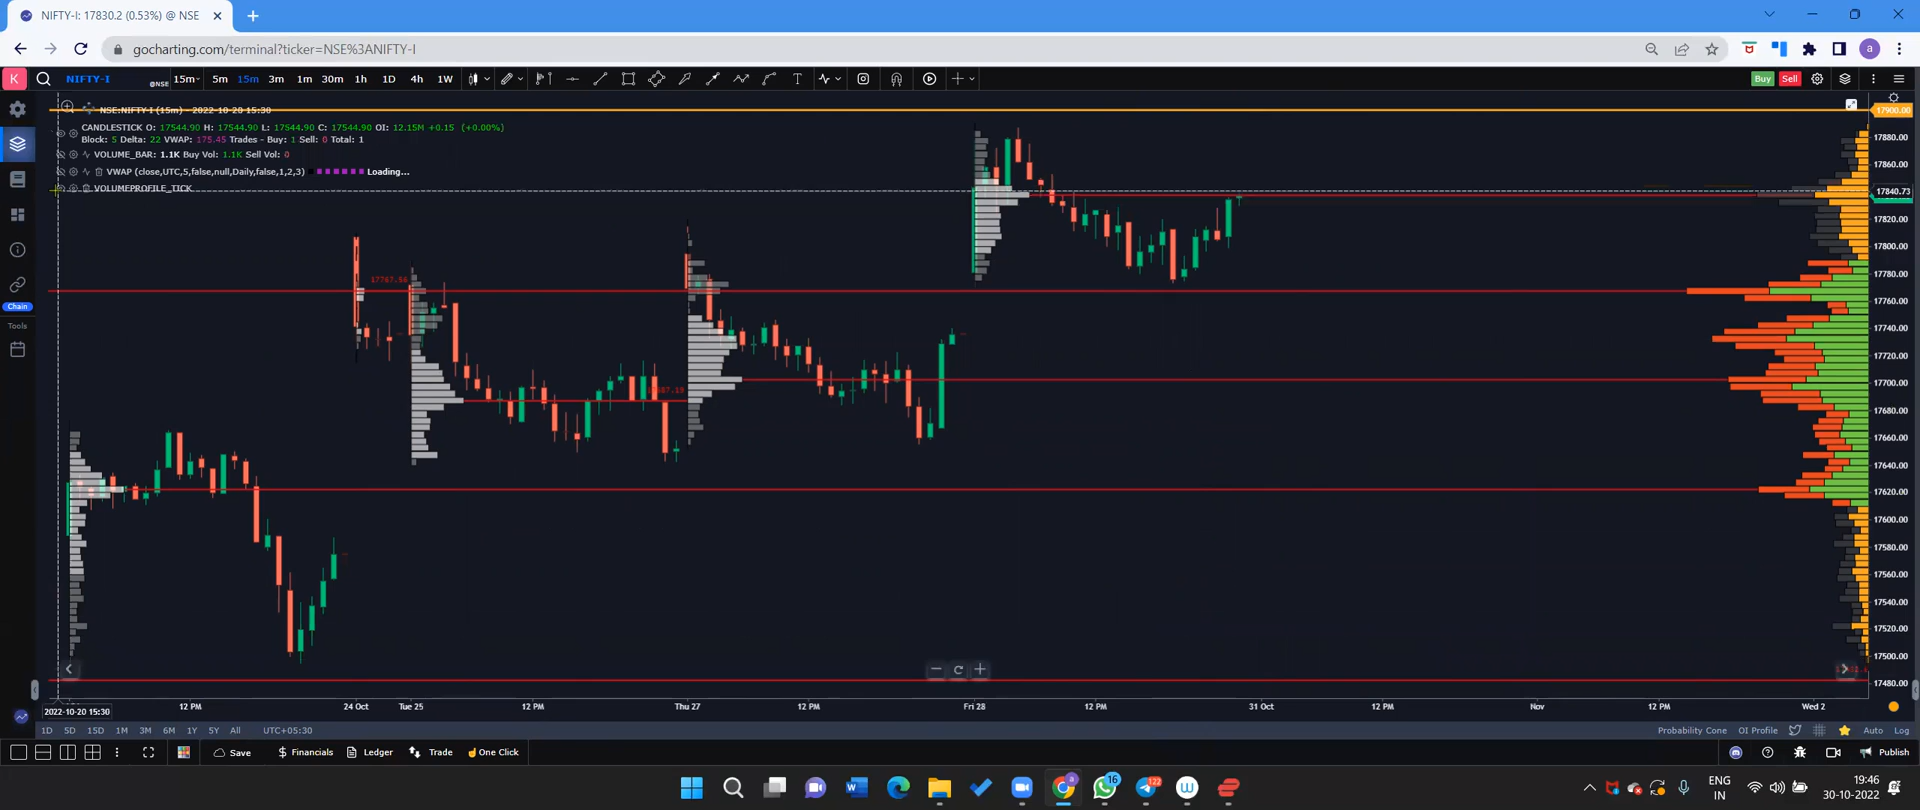 NIFTY-I: 17830.2 (0.53%) @ NSE
gocharting.com/terminal?ticker=NSE%3ANIFTY-I
a
K NIFTY-I @NSE 15m 5m 15m 3m 1m 30m 1h 1D 4h 1W T Buy Sell
NSE:NIFTY-I (15m) - 2022-10-20 15:30
CANDLESTICK O: 17544.90 H: 17544.90 L: 17544.90 C: 17544.90 OI: 12.15M +0.15 (+0.00%)
Block: 5 Delta: 22 VWAP: 175.45 Trades - Buy: 1 Sell: 0 Total: 1
VOLUME_BAR: 1.1K Buy Vol: 1.1K Sell Vol: 0
VWAP (close,UTC,5,false,null,Daily,false,1,2,3) Loading...
VOLUMEPROFILE_TICK
Chain
Tools
17767.56
17900.00
17880.00
17860.00
17840.73
17820.00
17800.00
17780.00
17760.00
17740.00
17720.00
17700.00
17680.00
17660.00
17640.00
17620.00
17600.00
17580.00
17560.00
17540.00
17520.00
17500.00
17480.00
2022-10-20 15:30
12 PM 24 Oct Tue 25 12 PM Thu 27 12 PM Fri 28 12 PM 31 Oct 12 PM Nov 12 PM Wed 2
1D 5D 15D 1M 3M 6M 1Y 5Y All UTC+05:30 Probability Cone OI Profile Auto Log
Save Financials Ledger Trade One Click Publish
16
122
ENG
IN
19:46
30-10-2022